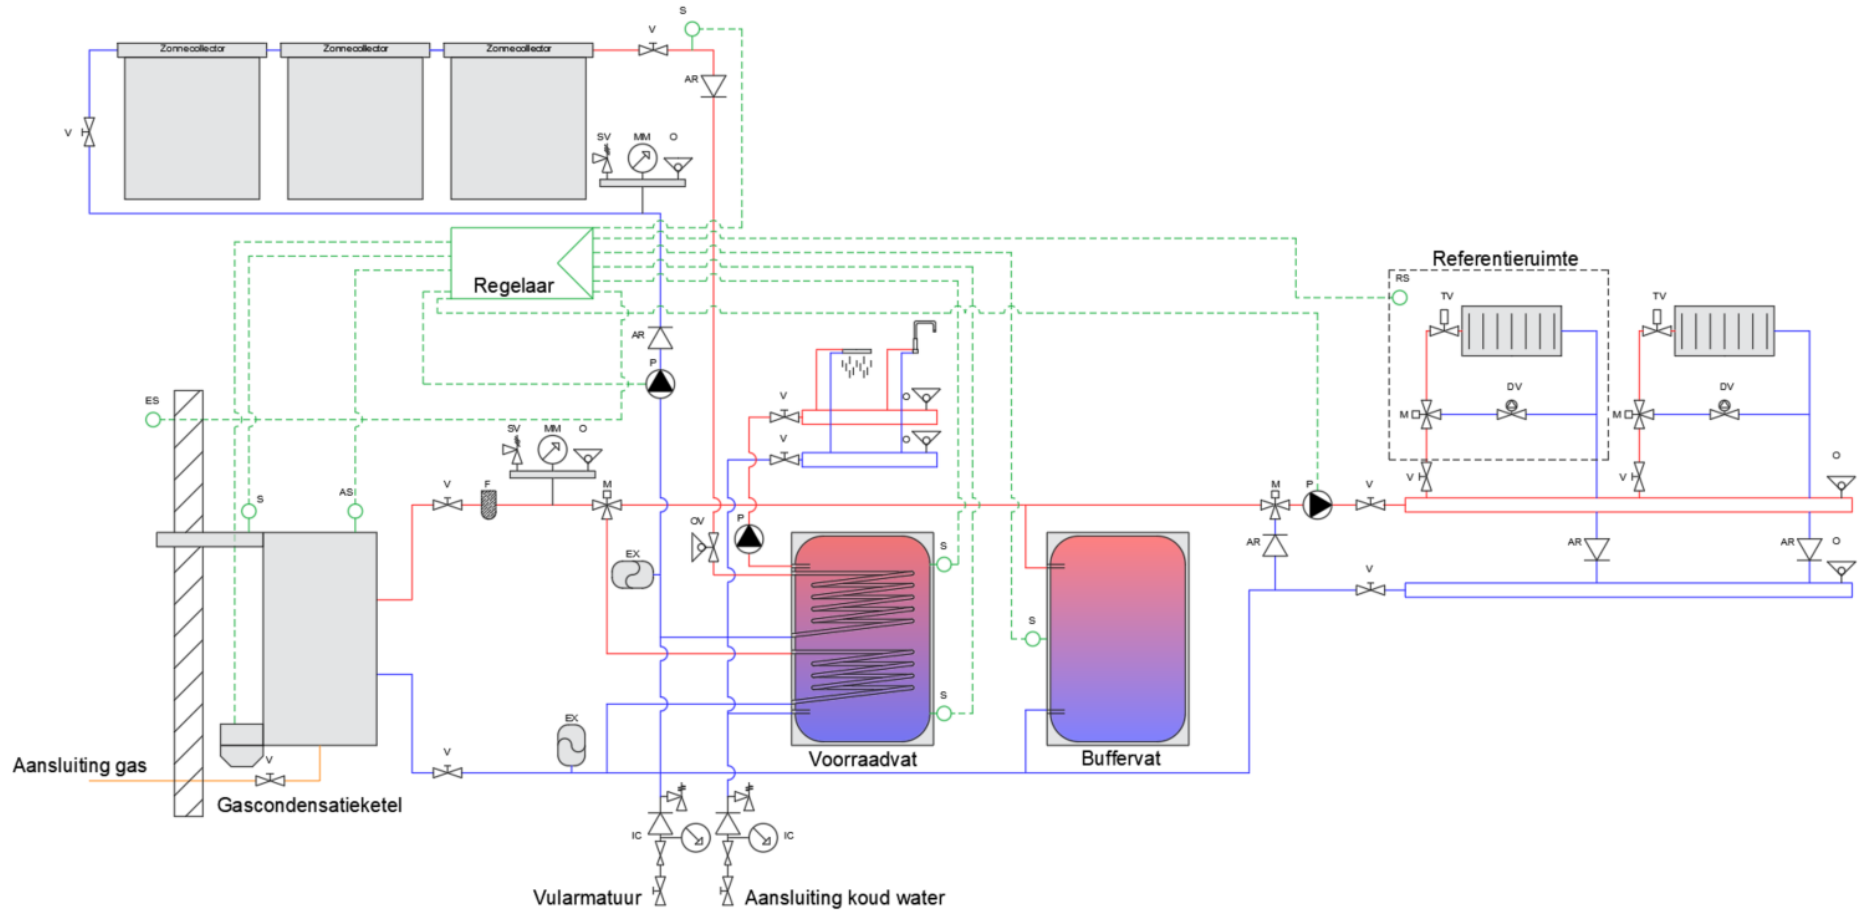 S
V
Zonnecollector
Zonnecollector
Zonnecollector
AR
V
SV
MM
O
Regelaar
Referentieruimte
RS
TV
TV
AR
P
DV
DV
M
M
ES
V
O
SV
MM
O
V
O
V
V
O
S
AS
V
F
M
M
P
V
OV
P
AR
AR
AR
O
EX
S
V
S
S
EX
V
Voorraadvat
Buffervat
V
Aansluiting gas
Gascondensatieketel
IC
IC
Vularmatuur
Aansluiting koud water